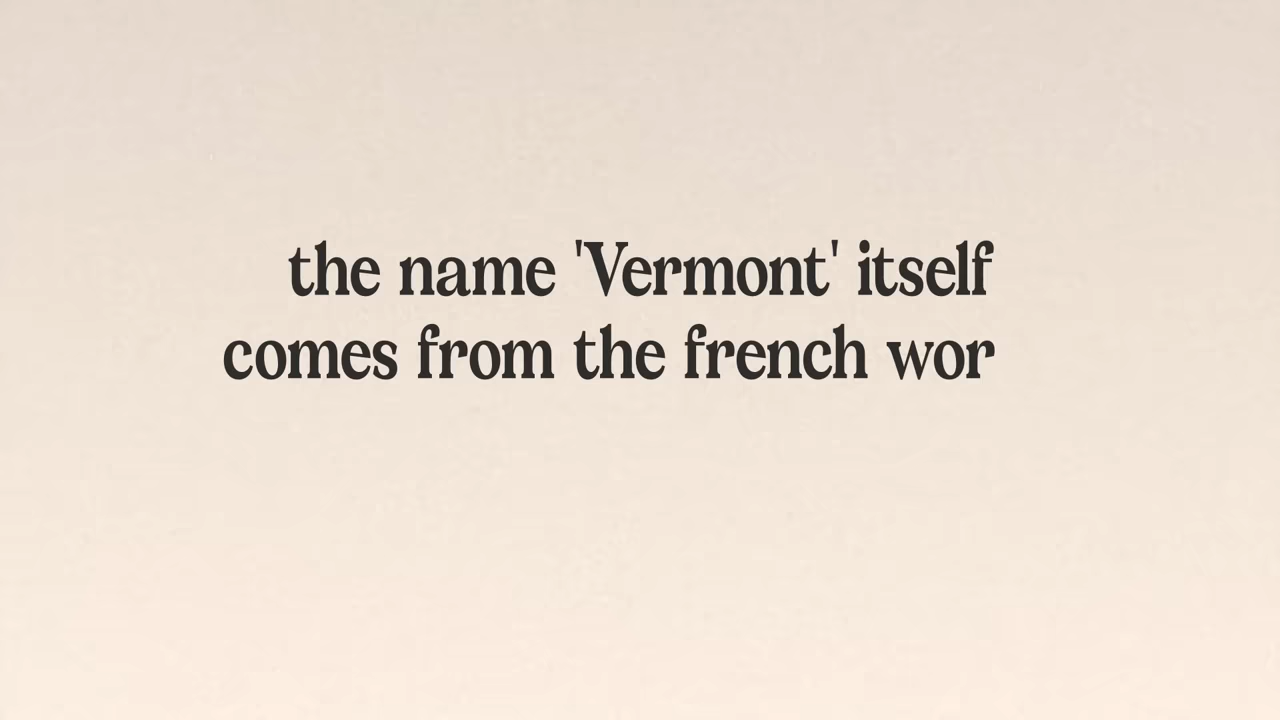 the name 'Vermont' itself
comes from the french wor